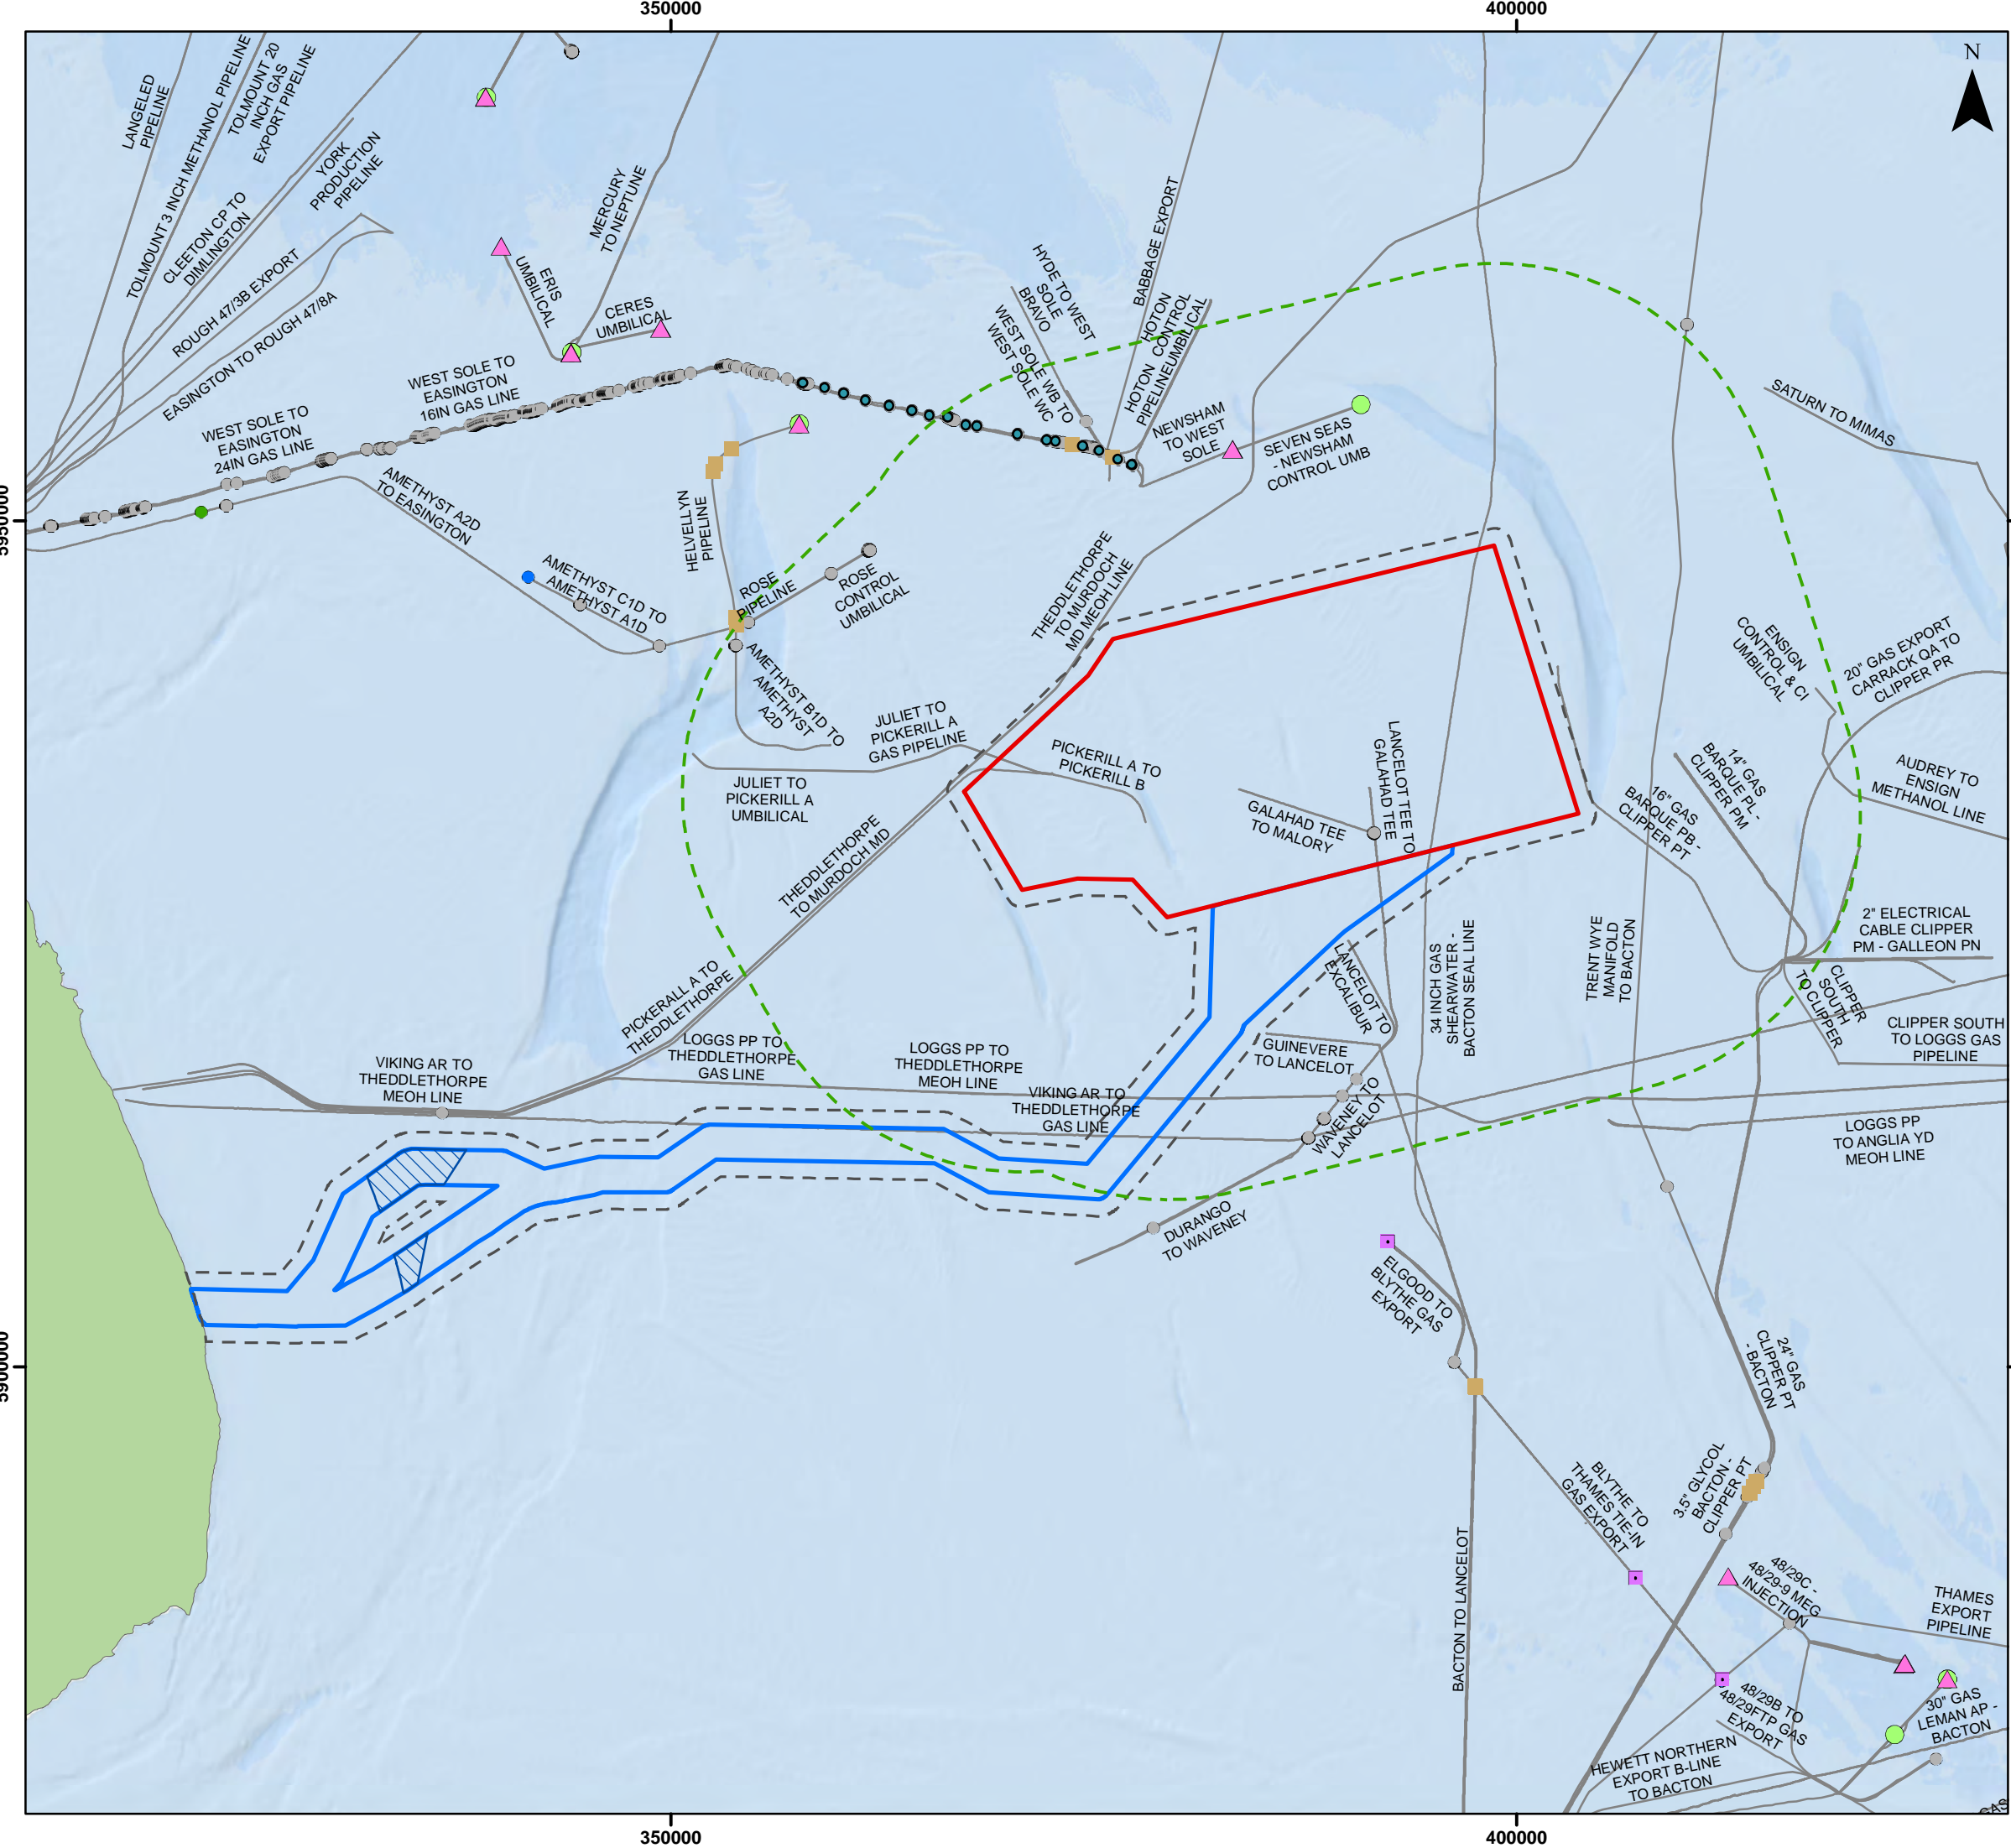 350000
400000
N
LANGELED
PIPELINE
TOLMOUNT 3 INCH METHANOL PIPELINE
TOLMOUNT 20
INCH GAS
EXPORT PIPELINE
YORK
PRODUCTION
PIPELINE
CLEETON CP TO
DIMLINGTON
ROUGH 47/3B EXPORT
EASINGTON TO ROUGH 47/8A
MERCURY
TO NEPTUNE
ERIS
UMBILICAL
CERES
UMBILICAL
WEST SOLE TO
EASINGTON
16IN GAS LINE
WEST SOLE TO
EASINGTON
24IN GAS LINE
HYDE TO WEST
SOLE
BRAVO
WEST SOLE WB TO
WEST SOLE WC
BABBAGE EXPORT
HOTON
PIPELINE
HOTON
CONTROL
UMBILICAL
NEWSHAM
TO WEST
SOLE
SEVEN SEAS
- NEWSHAM
CONTROL UMB
SATURN TO MIMAS
AMETHYST A2D
TO EASINGTON
AMETHYST C1D TO
AMETHYST A1D
HELVELLYN
PIPELINE
ROSE
PIPELINE
ROSE
CONTROL
UMBILICAL
AMETHYST B1D TO
AMETHYST
A2D
THEDDLETHORPE
TO MURDOCH
MD MEOH LINE
JULIET TO
PICKERILL A
GAS PIPELINE
JULIET TO
PICKERILL A
UMBILICAL
PICKERILL A TO
PICKERILL B
LANCELOT TEE TO
GALAHAD TEE
GALAHAD TEE
TO MALORY
ENSIGN
CONTROL & CI
UMBILICAL
20" GAS EXPORT
CARRACK QA TO
CLIPPER PR
14" GAS
BARQUE PL -
CLIPPER PM
16" GAS
BARQUE PB -
CLIPPER PT
AUDREY TO
ENSIGN
METHANOL LINE
THEDDLETHORPE
TO MURDOCH MD
PICKERALL A TO
THEDDLETHORPE
2" ELECTRICAL
CABLE CLIPPER
PM - GALLEON PN
CLIPPER
SOUTH
TO CLIPPER
CLIPPER SOUTH
TO LOGGS GAS
PIPELINE
TRENT WYE
MANIFOLD
TO BACTON
34 INCH GAS
SHEARWATER -
BACTON SEAL LINE
LANCELOT TO
EXCALIBUR
GUINEVERE
TO LANCELOT
WAVENEY TO
LANCELOT
VIKING AR TO
THEDDLETHORPE
MEOH LINE
LOGGS PP TO
THEDDLETHORPE
GAS LINE
LOGGS PP TO
THEDDLETHORPE
MEOH LINE
VIKING AR TO
THEDDLETHORPE
GAS LINE
LOGGS PP
TO ANGLIA YD
MEOH LINE
DURANGO
TO WAVENEY
ELGOOD TO
BLYTHE GAS
EXPORT
24" GAS
CLIPPER PT
- BACTON
3.5" GLYCOL
BACTON -
CLIPPER PT
BLYTHE TO
THAMES TIE-IN
GAS EXPORT
BACTON TO LANCELOT
48/29C -
48/29-9 MEG
INJECTION
THAMES
EXPORT
PIPELINE
48/29B TO
48/29FTP GAS
EXPORT
30" GAS
LEMAN AP -
BACTON
HEWETT NORTHERN
EXPORT B-LINE
TO BACTON
350000
400000